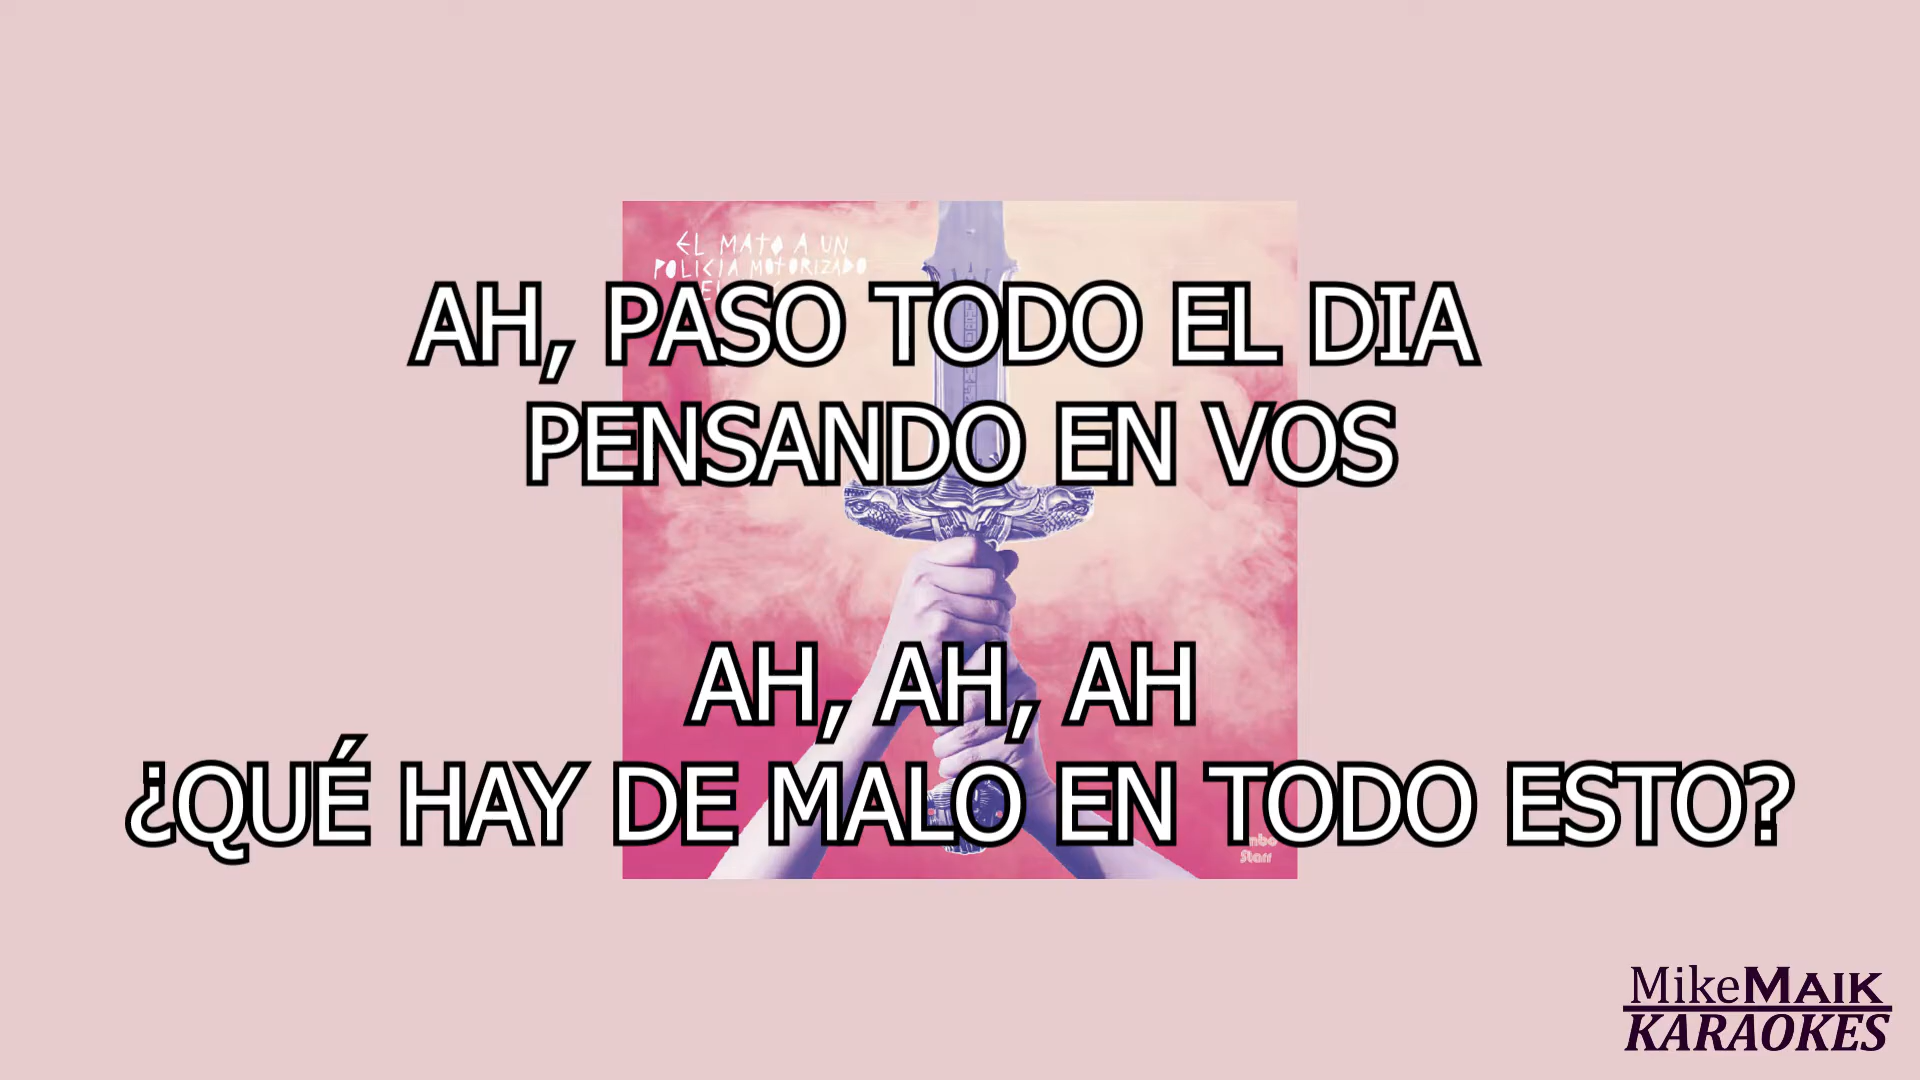 EL MATO A UN
POLICIA MOTORIZADO
AH, PASO TODO EL DIA
PENSANDO EN VOS
AH, AH, AH
¿QUÉ HAY DE MALO EN TODO ESTO?
Starr
MikeMAIK
KARAOKES